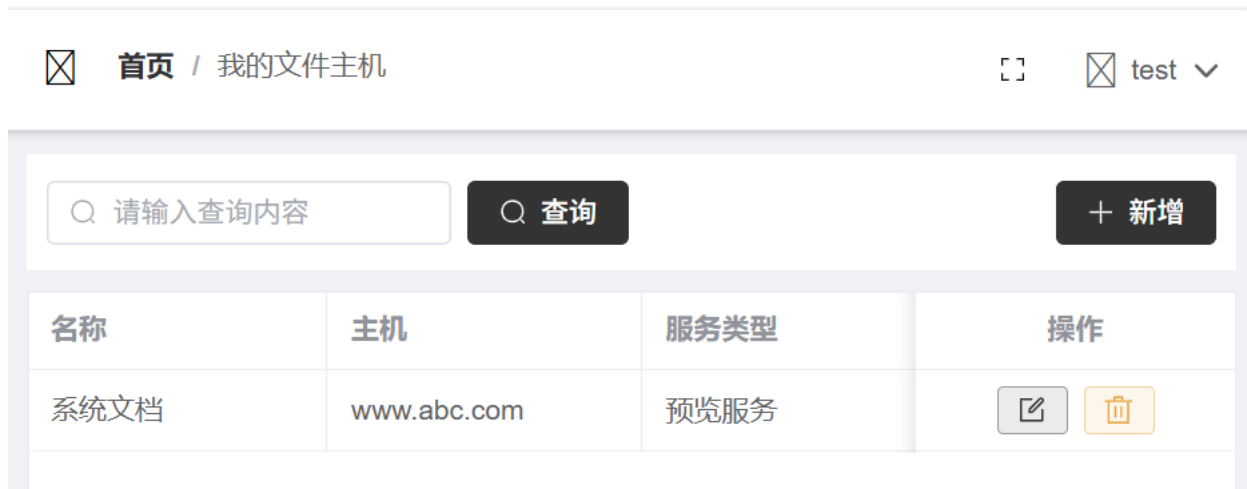 首页 / 我的文件主机
test
请输入查询内容
查询
新增
名称 主机 服务类型 操作
系统文档 www.abc.com 预览服务